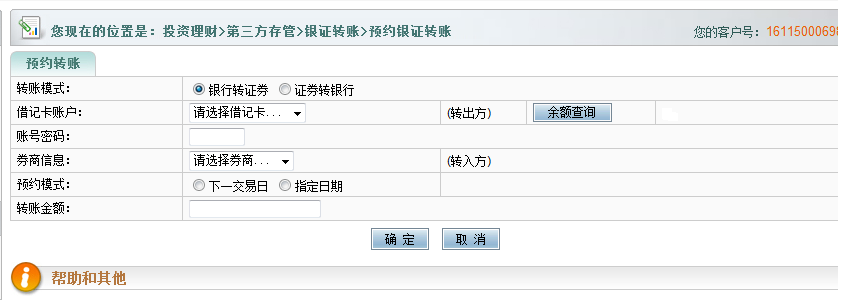 您现在的位置是：投资理财>第三方存管>银证转账>预约银证转账 您的客户号：1611500069
预约转账
转账模式： 银行转证券 证券转银行
借记卡账户： 请选择借记卡... (转出方) 余额查询
账号密码：
券商信息： 请选择券商... (转入方)
预约模式： 下一交易日 指定日期
转账金额：
确 定 取 消
帮助和其他